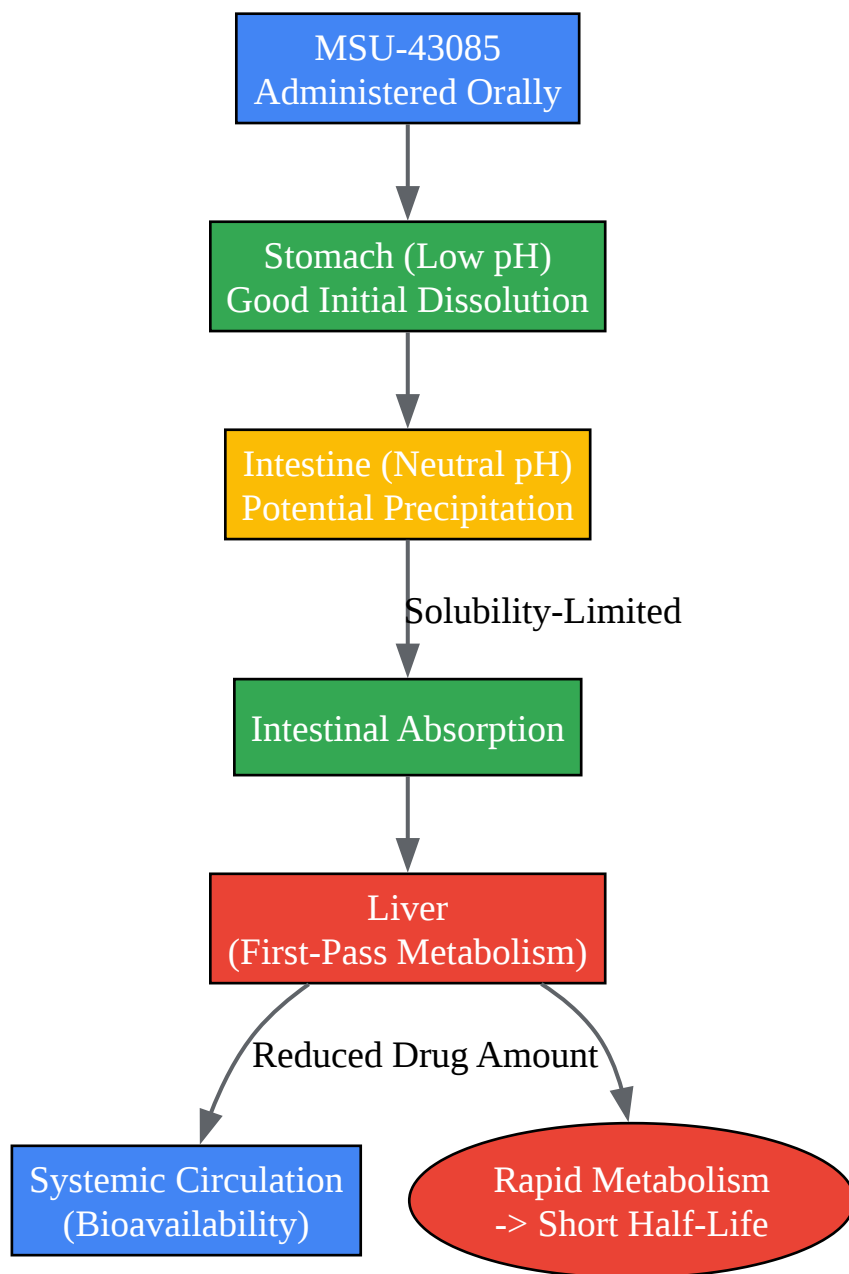 MSU-43085
Administered Orally
Stomach (Low pH)
Good Initial Dissolution
Intestine (Neutral pH)
Potential Precipitation
Solubility-Limited
Intestinal Absorption
Liver
(First-Pass Metabolism)
Reduced Drug Amount
Systemic Circulation
(Bioavailability)
Rapid Metabolism
-> Short Half-Life